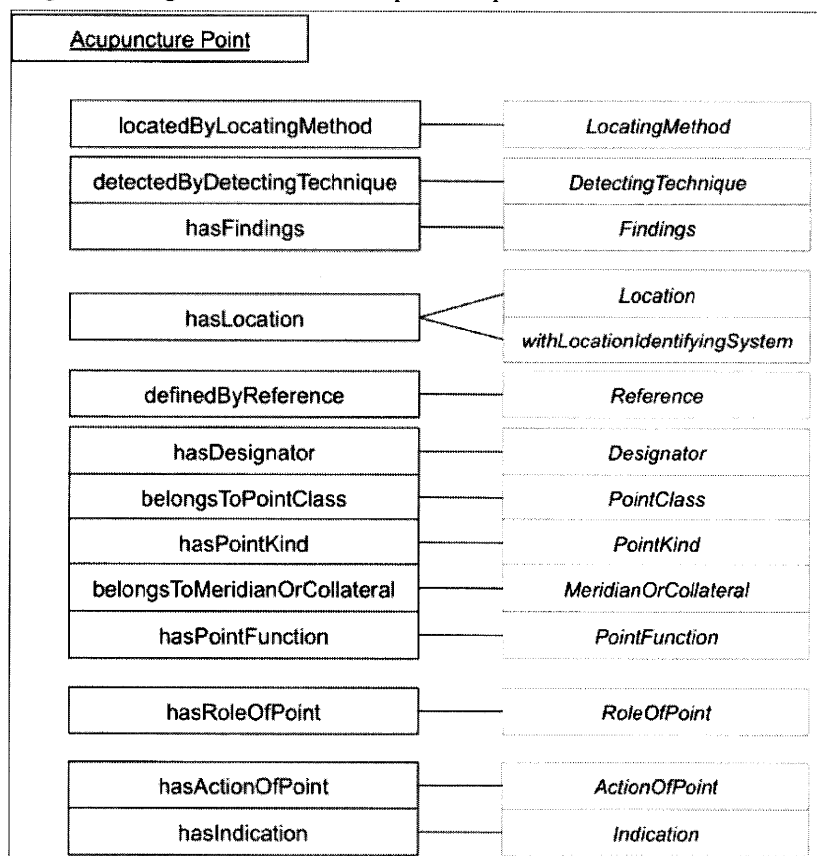 Acupuncture Point
locatedByLocatingMethod LocatingMethod
detectedByDetectingTechnique DetectingTechnique
hasFindings Findings
hasLocation Location
withLocationIdentifyingSystem
definedByReference Reference
hasDesignator Designator
belongsToPointClass PointClass
hasPointKind PointKind
belongsToMeridianOrCollateral MeridianOrCollateral
hasPointFunction PointFunction
hasRoleOfPoint RoleOfPoint
hasActionOfPoint ActionOfPoint
hasIndication Indication